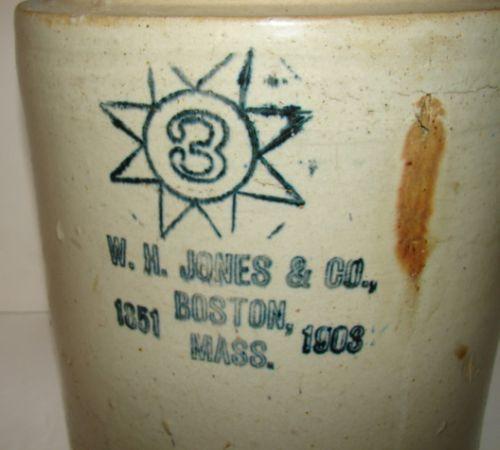 3
W. H. JONES & CO.,
1851 BOSTON, 1903
MASS.